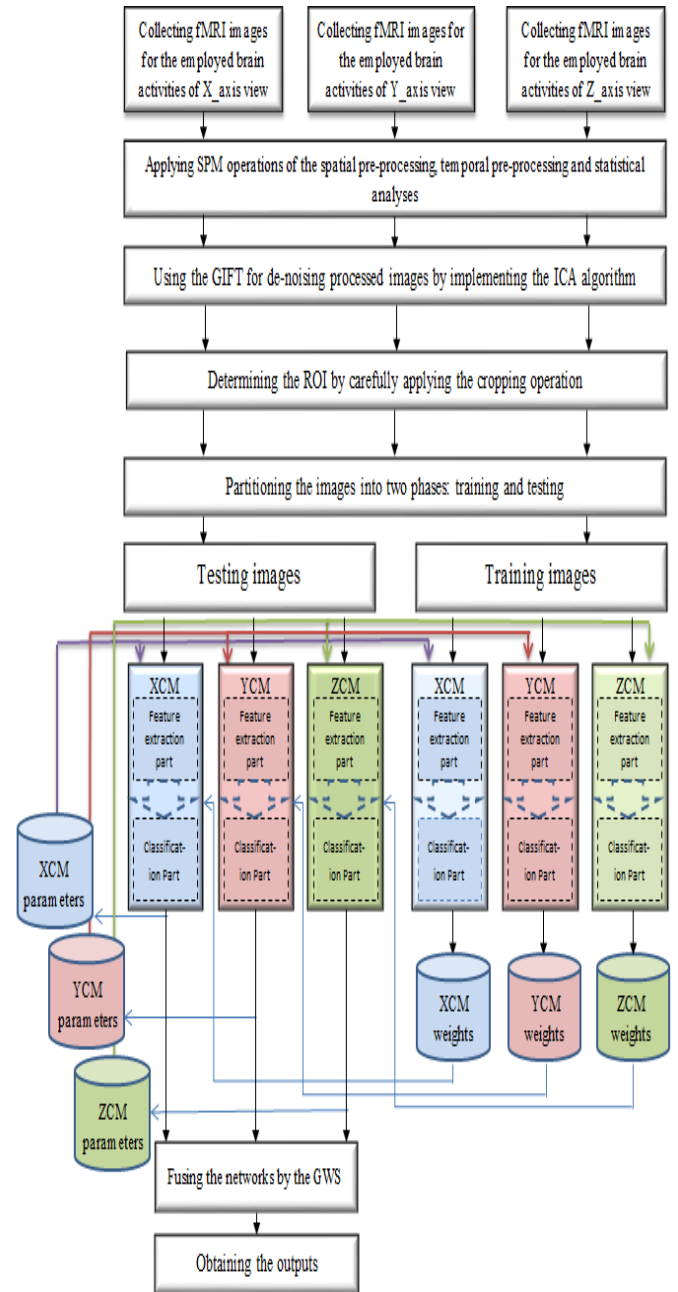 Collecting fMRI images
for the employed brain
activities of X_axis view
Collecting fMRI images for
the employed brain
activities of Y_axis view
Collecting fMRI images
for the employed brain
activities of Z_axis view
Applying SPM operations of the spatial pre-processing, temporal pre-processing and statistical
analyses
Using the GIFT for de-noising processed images by implementing the ICA algorithm
Determining the ROI by carefully applying the cropping operation
Partitioning the images into two phases: training and testing
Testing images
Training images
XCM
Feature
extraction
part
Classificat-
ion Part
YCM
Feature
extraction
part
Classificat-
ion Part
ZCM
Feature
extraction
part
Classificat-
ion Part
XCM
Feature
extraction
part
Classificat-
ion Part
YCM
Feature
extraction
part
Classificat-
ion Part
ZCM
Feature
extraction
part
Classificat-
ion Part
XCM
parameters
YCM
parameters
ZCM
parameters
XCM
weights
YCM
weights
ZCM
weights
Fusing the networks by the GWS
Obtaining the outputs